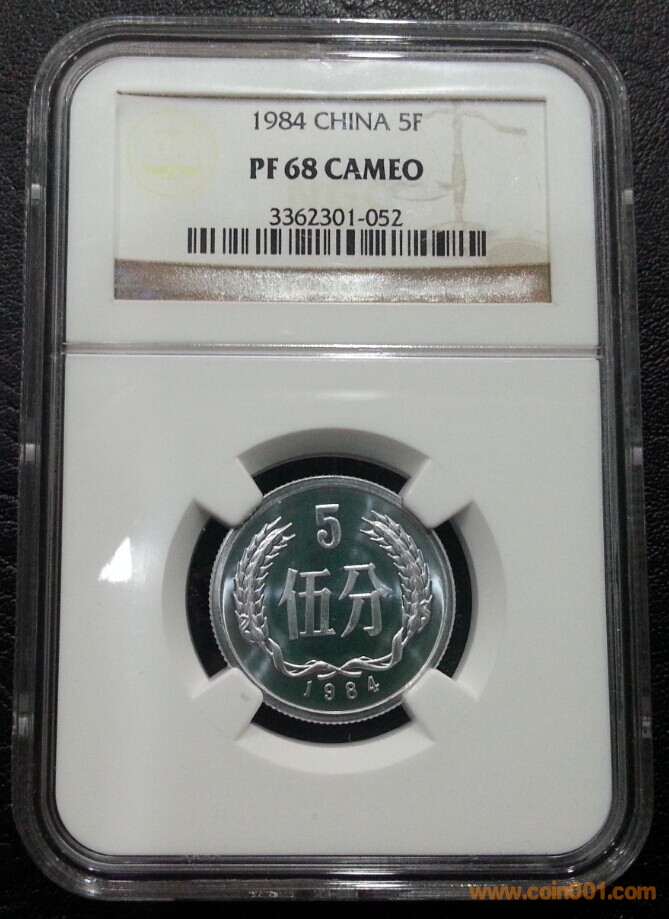 1984 CHINA 5F
PF 68 CAMEO
3362301-052
5
伍分
1984
www.coin001.com